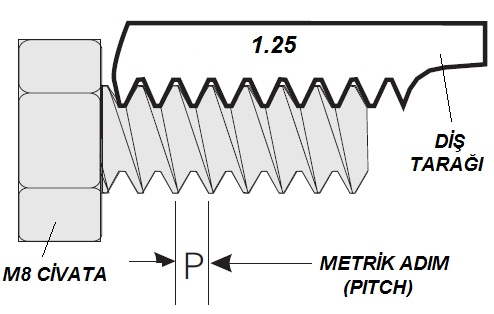 1.25
DİŞ
TARAĞI
M8 CİVATA
P
METRİK ADIM
(PITCH)